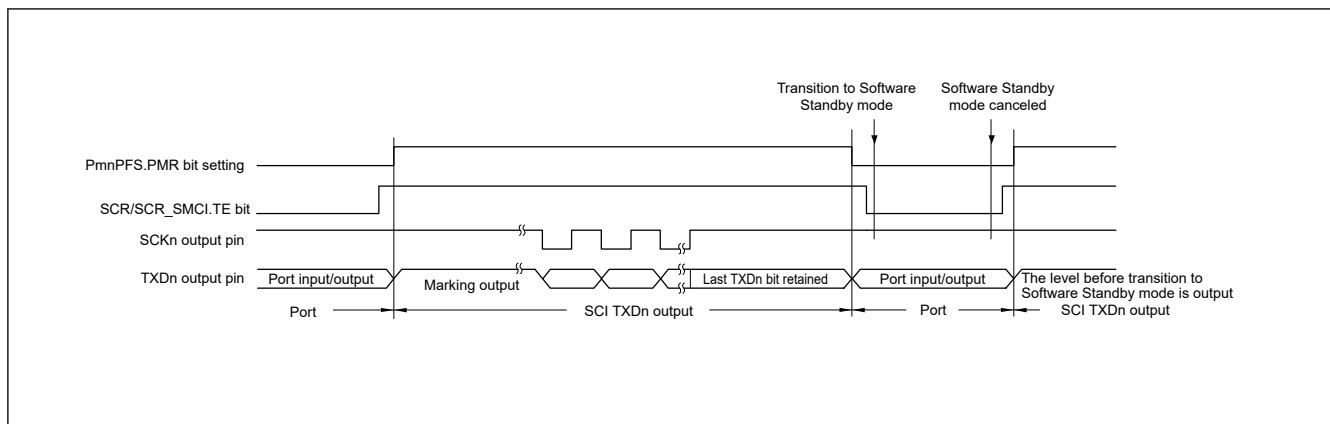 Transition to Software
Standby mode
Software Standby
mode canceled
PmnPFS.PMR bit setting
SCR/SCR_SMCI.TE bit
SCKn output pin
TXDn output pin
Port input/output
Marking output
Last TXDn bit retained
Port input/output
The level before transition to
Software Standby mode is output
Port
SCI TXDn output
Port
SCI TXDn output